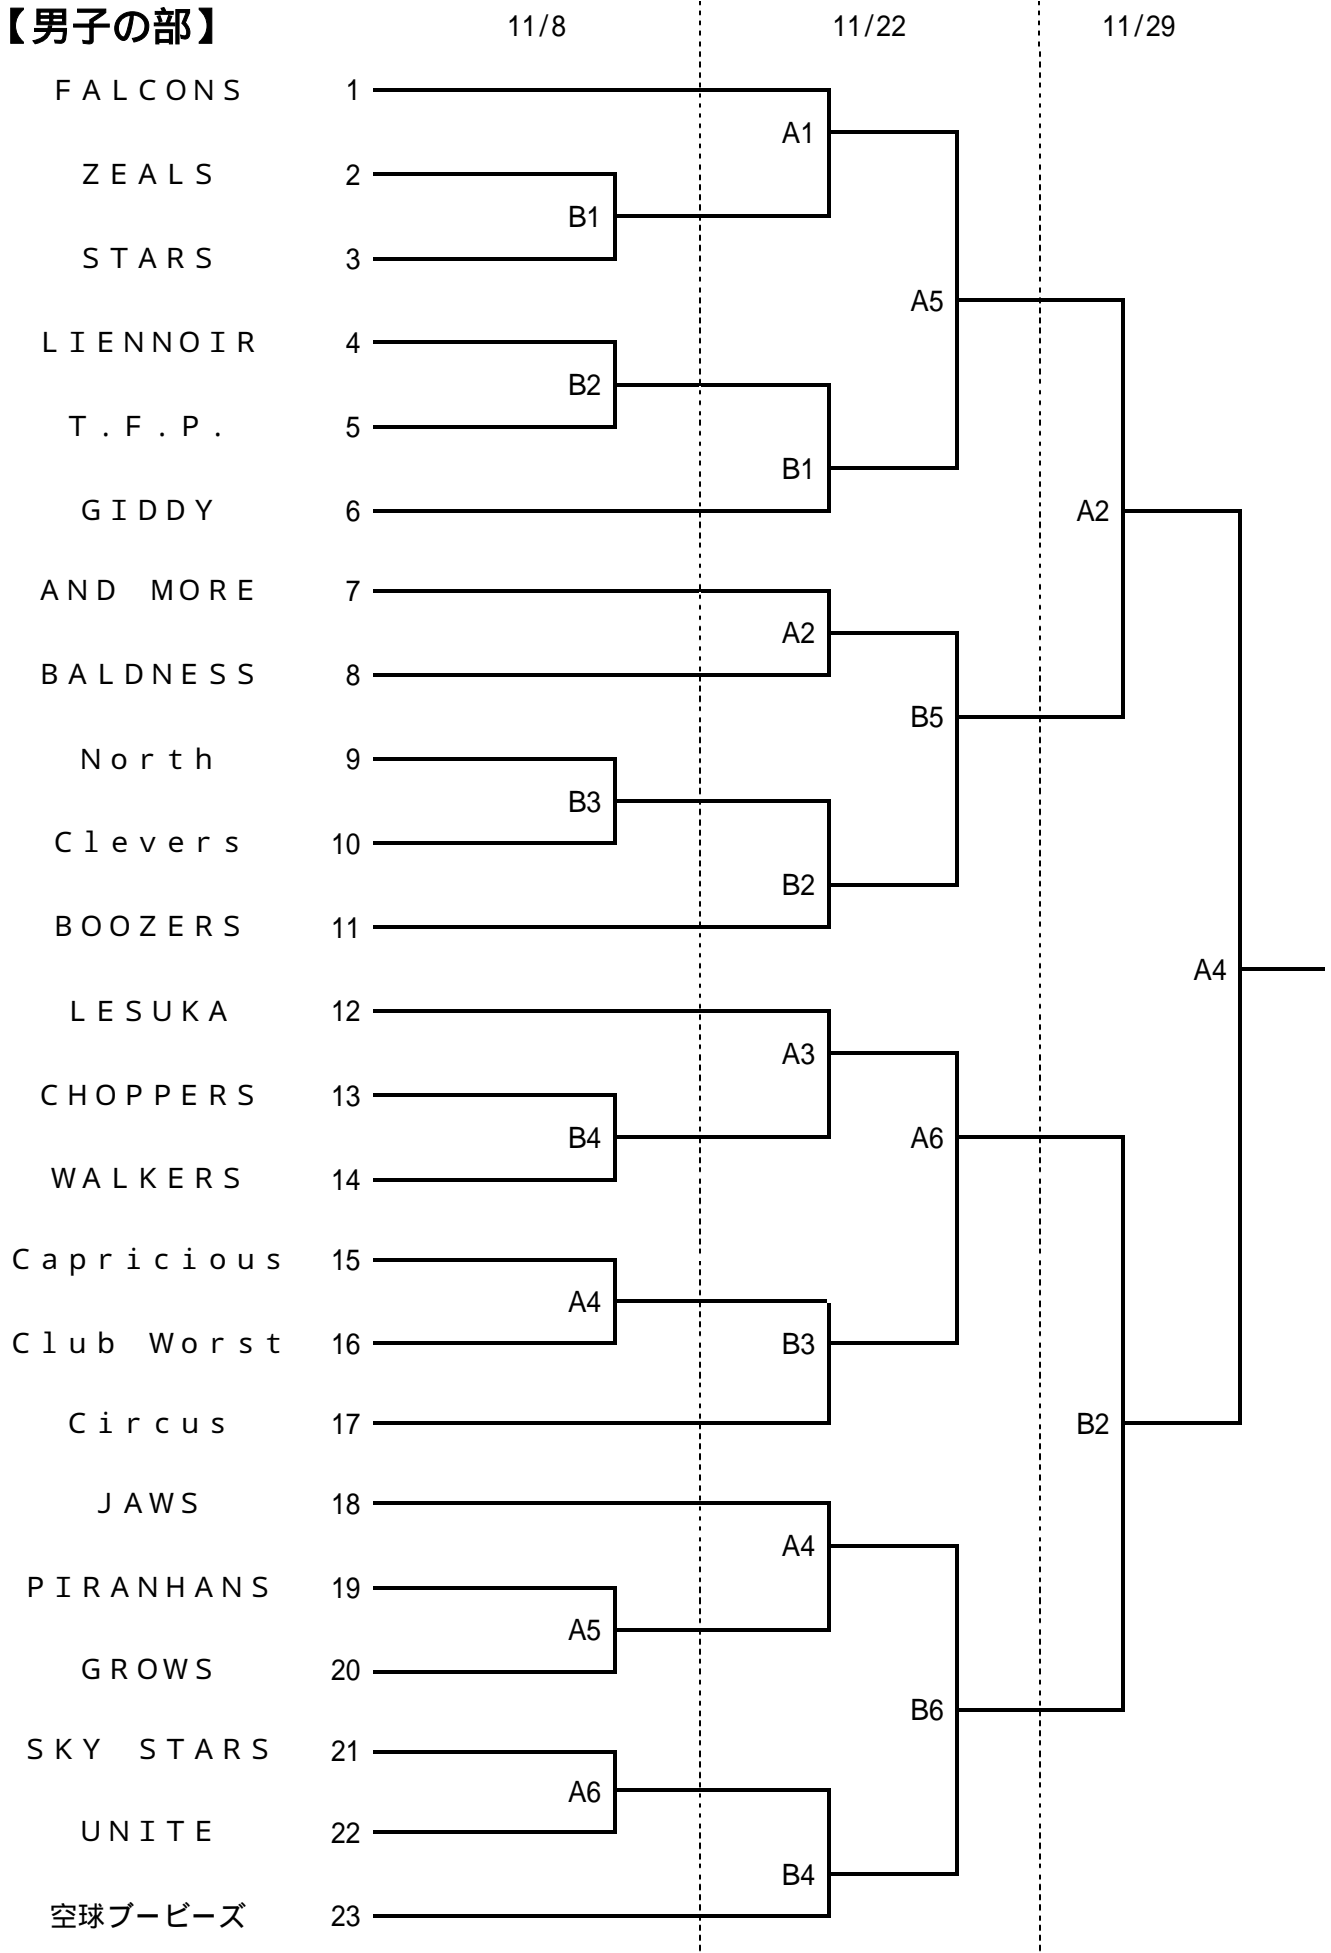 【男子の部】 11/8 11/22 11/29
ＦＡＬＣＯＮＳ 1
A1
ＺＥＡＬＳ 2
B1
ＳＴＡＲＳ 3
A5
ＬＩＥＮＮＯＩＲ 4
B2
Ｔ．Ｆ．Ｐ． 5
B1
ＧＩＤＤＹ 6 A2
ＡＮＤ　ＭＯＲＥ 7
A2
ＢＡＬＤＮＥＳＳ 8
B5
Ｎｏｒｔｈ 9
B3
Ｃｌｅｖｅｒｓ 10
B2
ＢＯＯＺＥＲＳ 11
A4
ＬＥＳＵＫＡ 12
A3
ＣＨＯＰＰＥＲＳ 13
B4 A6
ＷＡＬＫＥＲＳ 14
Ｃａｐｒｉｃｉｏｕｓ 15
A4
Ｃｌｕｂ　Ｗｏｒｓｔ 16 B3
Ｃｉｒｃｕｓ 17 B2
ＪＡＷＳ 18
A4
ＰＩＲＡＮＨＡＮＳ 19
A5
ＧＲＯＷＳ 20
B6
ＳＫＹ　ＳＴＡＲＳ 21
A6
ＵＮＩＴＥ 22
B4
空球ブービーズ 23